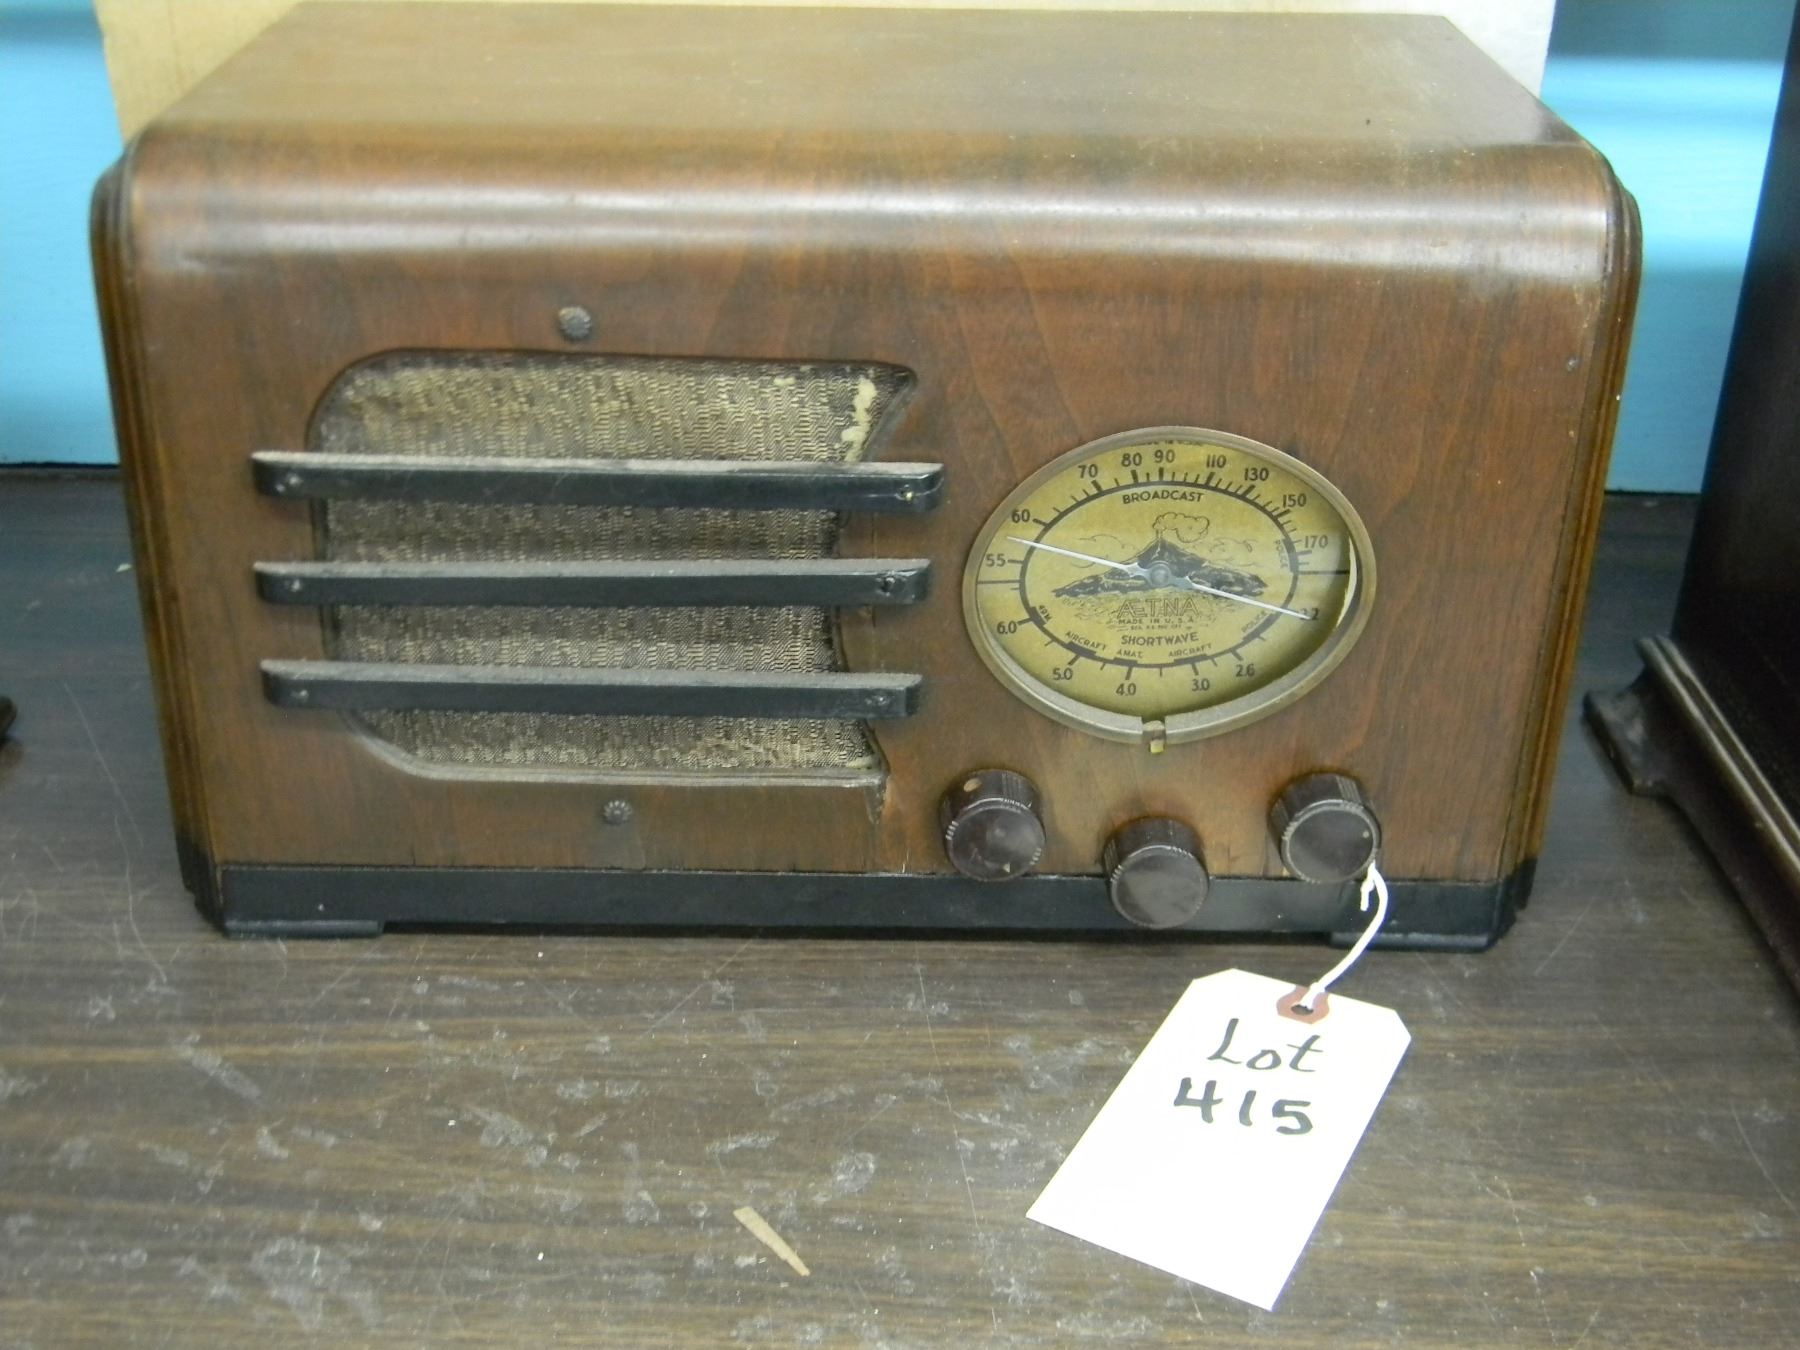 60 70 80 90 110 130 150 170
BROADCAST
55
POLICE
AETNA
MADE IN U.S.A.
SHORTWAVE
49M
AIRCRAFT AMAT. AIRCRAFT
POLICE
6.0 5.0 4.0 3.0 2.6
Lot
415